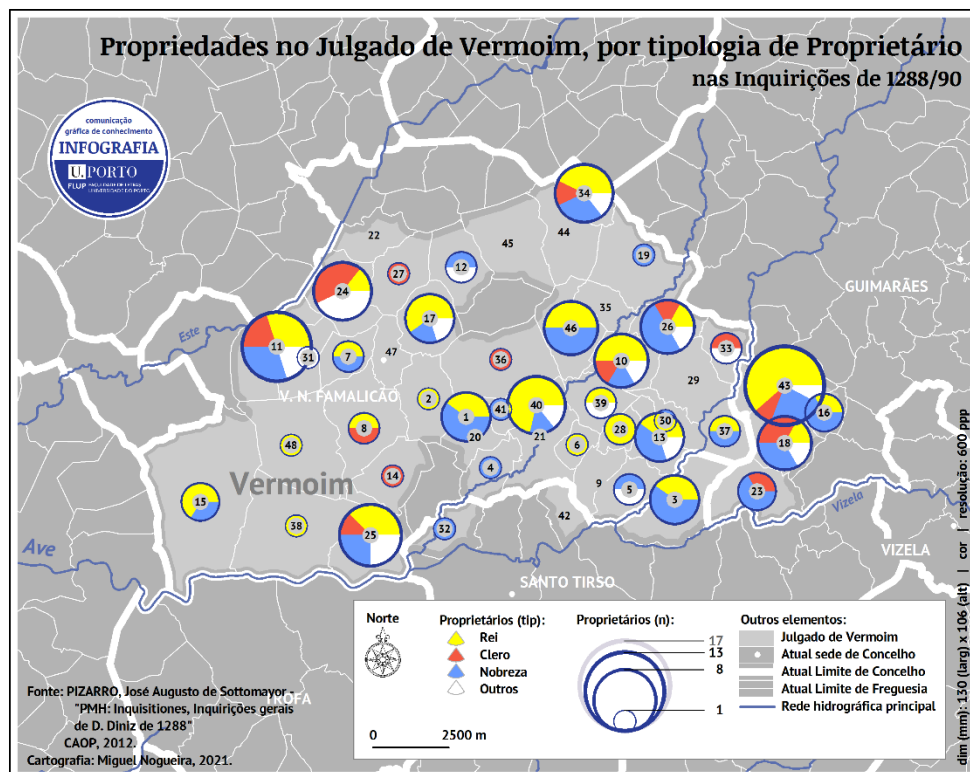 Propriedades no Julgado de Vermoim, por tipologia de Proprietário
nas Inquirições de 1288/90
comunicação
gráfica de conhecimento
INFOGRAFIA
U. PORTO
FLUP FACULDADE DE LETRAS
UNIVERSIDADE DO PORTO
34
22
45
44
19
12
27
24
GUIMARÃES
17
35
46
26
Este
11
31
7
47
36
10
33
29
43
V. N. FAMALICÃO
2
39
16
1
41
40
30
8
20
21
28
13
37
18
48
6
4
Vermoim
14
9
5
23
15
3
Vizela
38
25
32
42
Ave
VIZELA
SANTO TIRSO
TROFA
Norte
Proprietários (tip):
Rei
Clero
Nobreza
Outros
0 2500 m
Proprietários (n):
17
13
8
1
Outros elementos:
Julgado de Vermoim
Atual sede de Concelho
Atual Limite de Concelho
Atual Limite de Freguesia
Rede hidrográfica principal
Fonte: PIZARRO, José Augusto de Sottomayor -
"PMH: Inquisitiones, Inquirições gerais
de D. Diniz de 1288"
CAOP, 2012.
Cartografia: Miguel Nogueira, 2021.
dim (mm): 130 (larg) x 106 (alt) | cor | resolução: 600 ppp